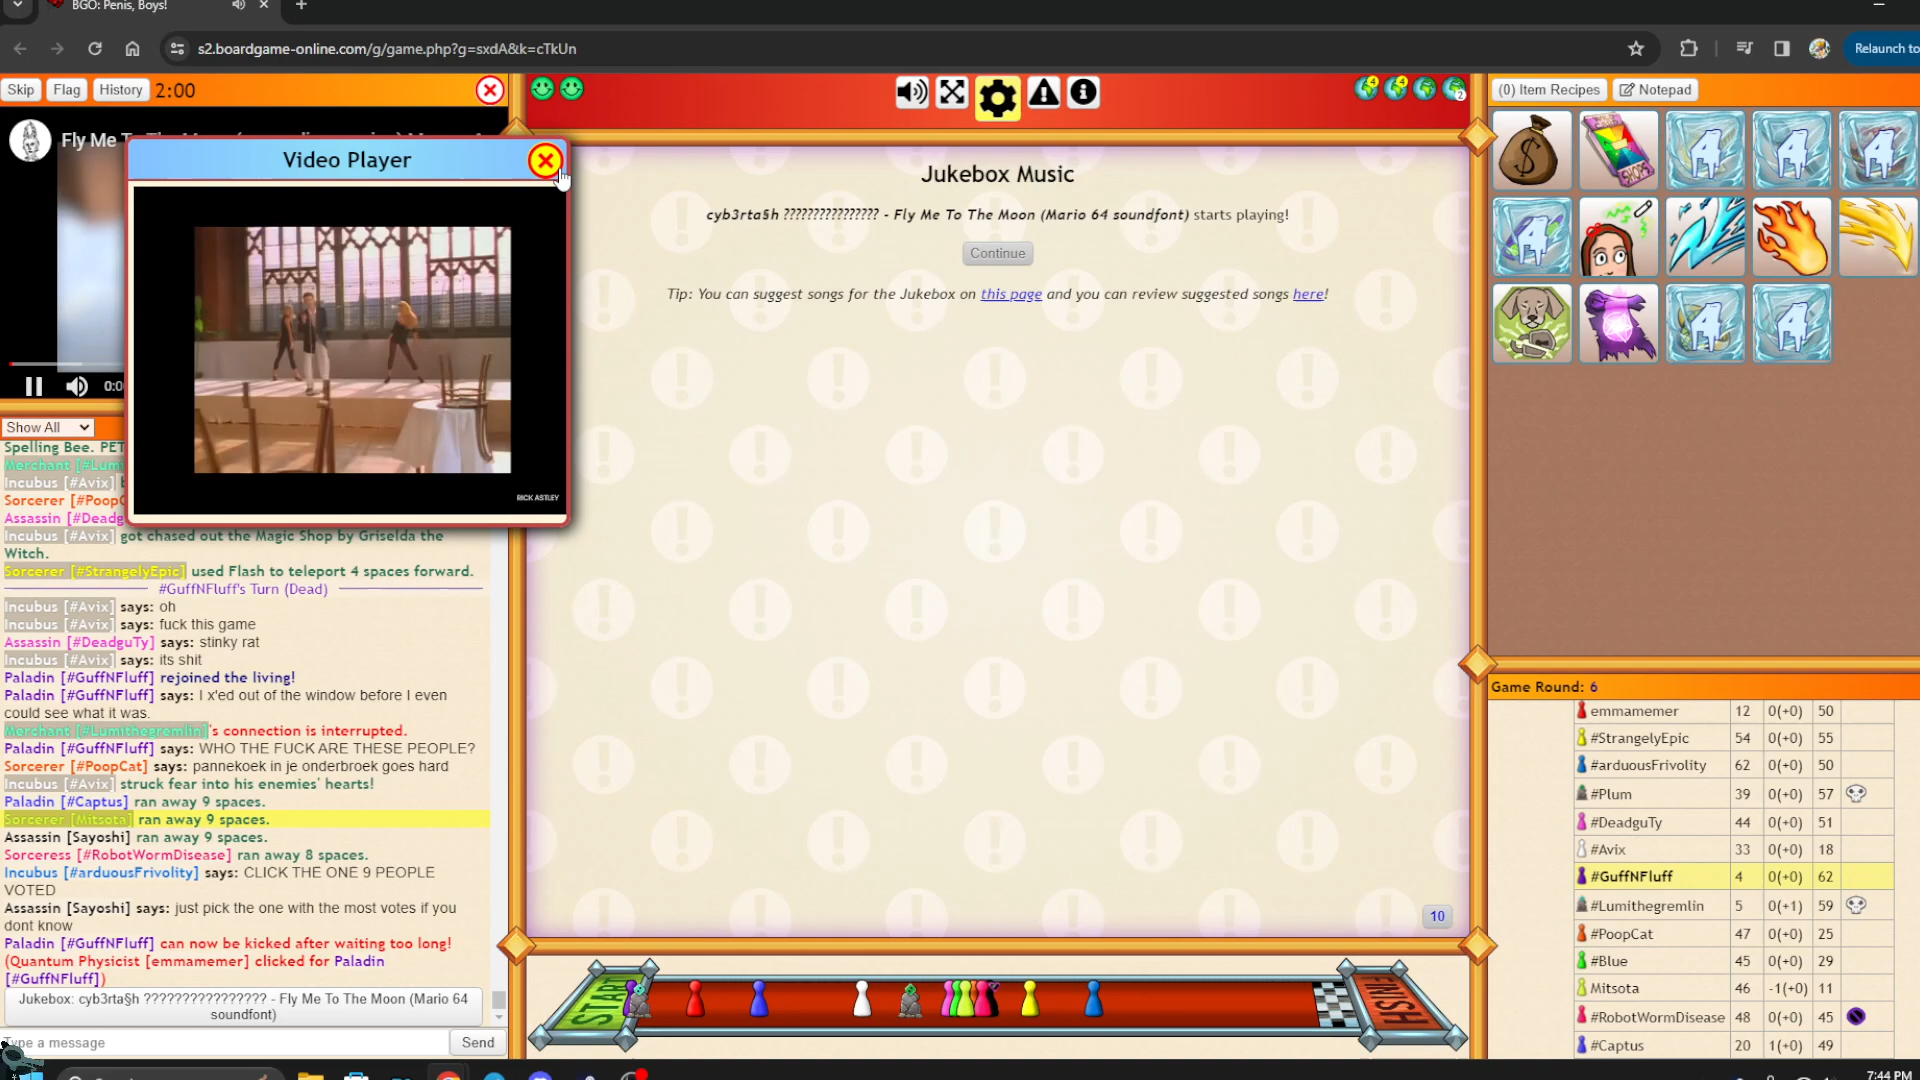 BGO: Penis, Boys!
s2.boardgame-online.com/g/game.php?g=sxdA&k=cTkUn
Relaunch to
Skip
Flag
History
2:00
Fly Me
Video Player
RICK ASTLEY
Jukebox Music
cyb3rta§h ???????????????? - Fly Me To The Moon (Mario 64 soundfont) starts playing!
Continue
Tip: You can suggest songs for the Jukebox on this page and you can review suggested songs here!
10
(0) Item Recipes
Notepad
Show All
Spelling Bee. PET
Merchant [#Lumi
Incubus [#Avix]
Sorcerer [#PoopC
Assassin [#Deadg
Incubus [#Avix] got chased out the Magic Shop by Griselda the
Witch.
Sorcerer [#StrangelyEpic] used Flash to teleport 4 spaces forward.
#GuffNFluff's Turn (Dead)
Incubus [#Avix] says: oh
Incubus [#Avix] says: fuck this game
Assassin [#DeadguTy] says: stinky rat
Incubus [#Avix] says: its shit
Paladin [#GuffNFluff] rejoined the living!
Paladin [#GuffNFluff] says: I x'ed out of the window before I even
could see what it was.
Merchant [#Lumithegremlin]'s connection is interrupted.
Paladin [#GuffNFluff] says: WHO THE FUCK ARE THESE PEOPLE?
Sorcerer [#PoopCat] says: pannekoek in je onderbroek goes hard
Incubus [#Avix] struck fear into his enemies' hearts!
Paladin [#Captus] ran away 9 spaces.
Sorcerer [Mitsota] ran away 9 spaces.
Assassin [Sayoshi] ran away 9 spaces.
Sorceress [#RobotWormDisease] ran away 8 spaces.
Incubus [#arduousFrivolity] says: CLICK THE ONE 9 PEOPLE
VOTED
Assassin [Sayoshi] says: just pick the one with the most votes if you
dont know
Paladin [#GuffNFluff] can now be kicked after waiting too long!
(Quantum Physicist [emmamemer] clicked for Paladin
[#GuffNFluff])
Jukebox: cyb3rta§h ???????????????? - Fly Me To The Moon (Mario 64
soundfont)
Type a message
Send
START
FINISH
Game Round: 6
emmamemer 12 0(+0) 50
#StrangelyEpic 54 0(+0) 55
#arduousFrivolity 62 0(+0) 50
#Plum 39 0(+0) 57
#DeadguTy 44 0(+0) 51
#Avix 33 0(+0) 18
#GuffNFluff 4 0(+0) 62
#Lumithegremlin 5 0(+1) 59
#PoopCat 47 0(+0) 25
#Blue 45 0(+0) 29
Mitsota 46 -1(+0) 11
#RobotWormDisease 48 0(+0) 45
#Captus 20 1(+0) 49
7:44 PM